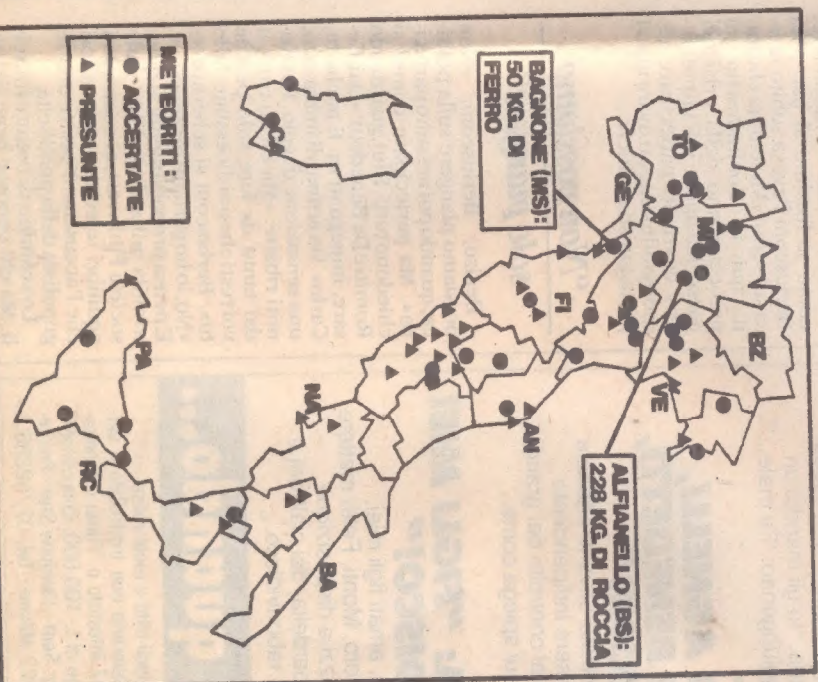 BZ
ALFIANELLO (BS):
228 KG. DI ROCCIA
TO
MI
VE
GE
BAGNONE (MS):
50 KG. DI
FERRO
FI
AN
NA
BA
CA
PA
RC
METEORITI:
● ACCERTATE
▲ PRESUNTE